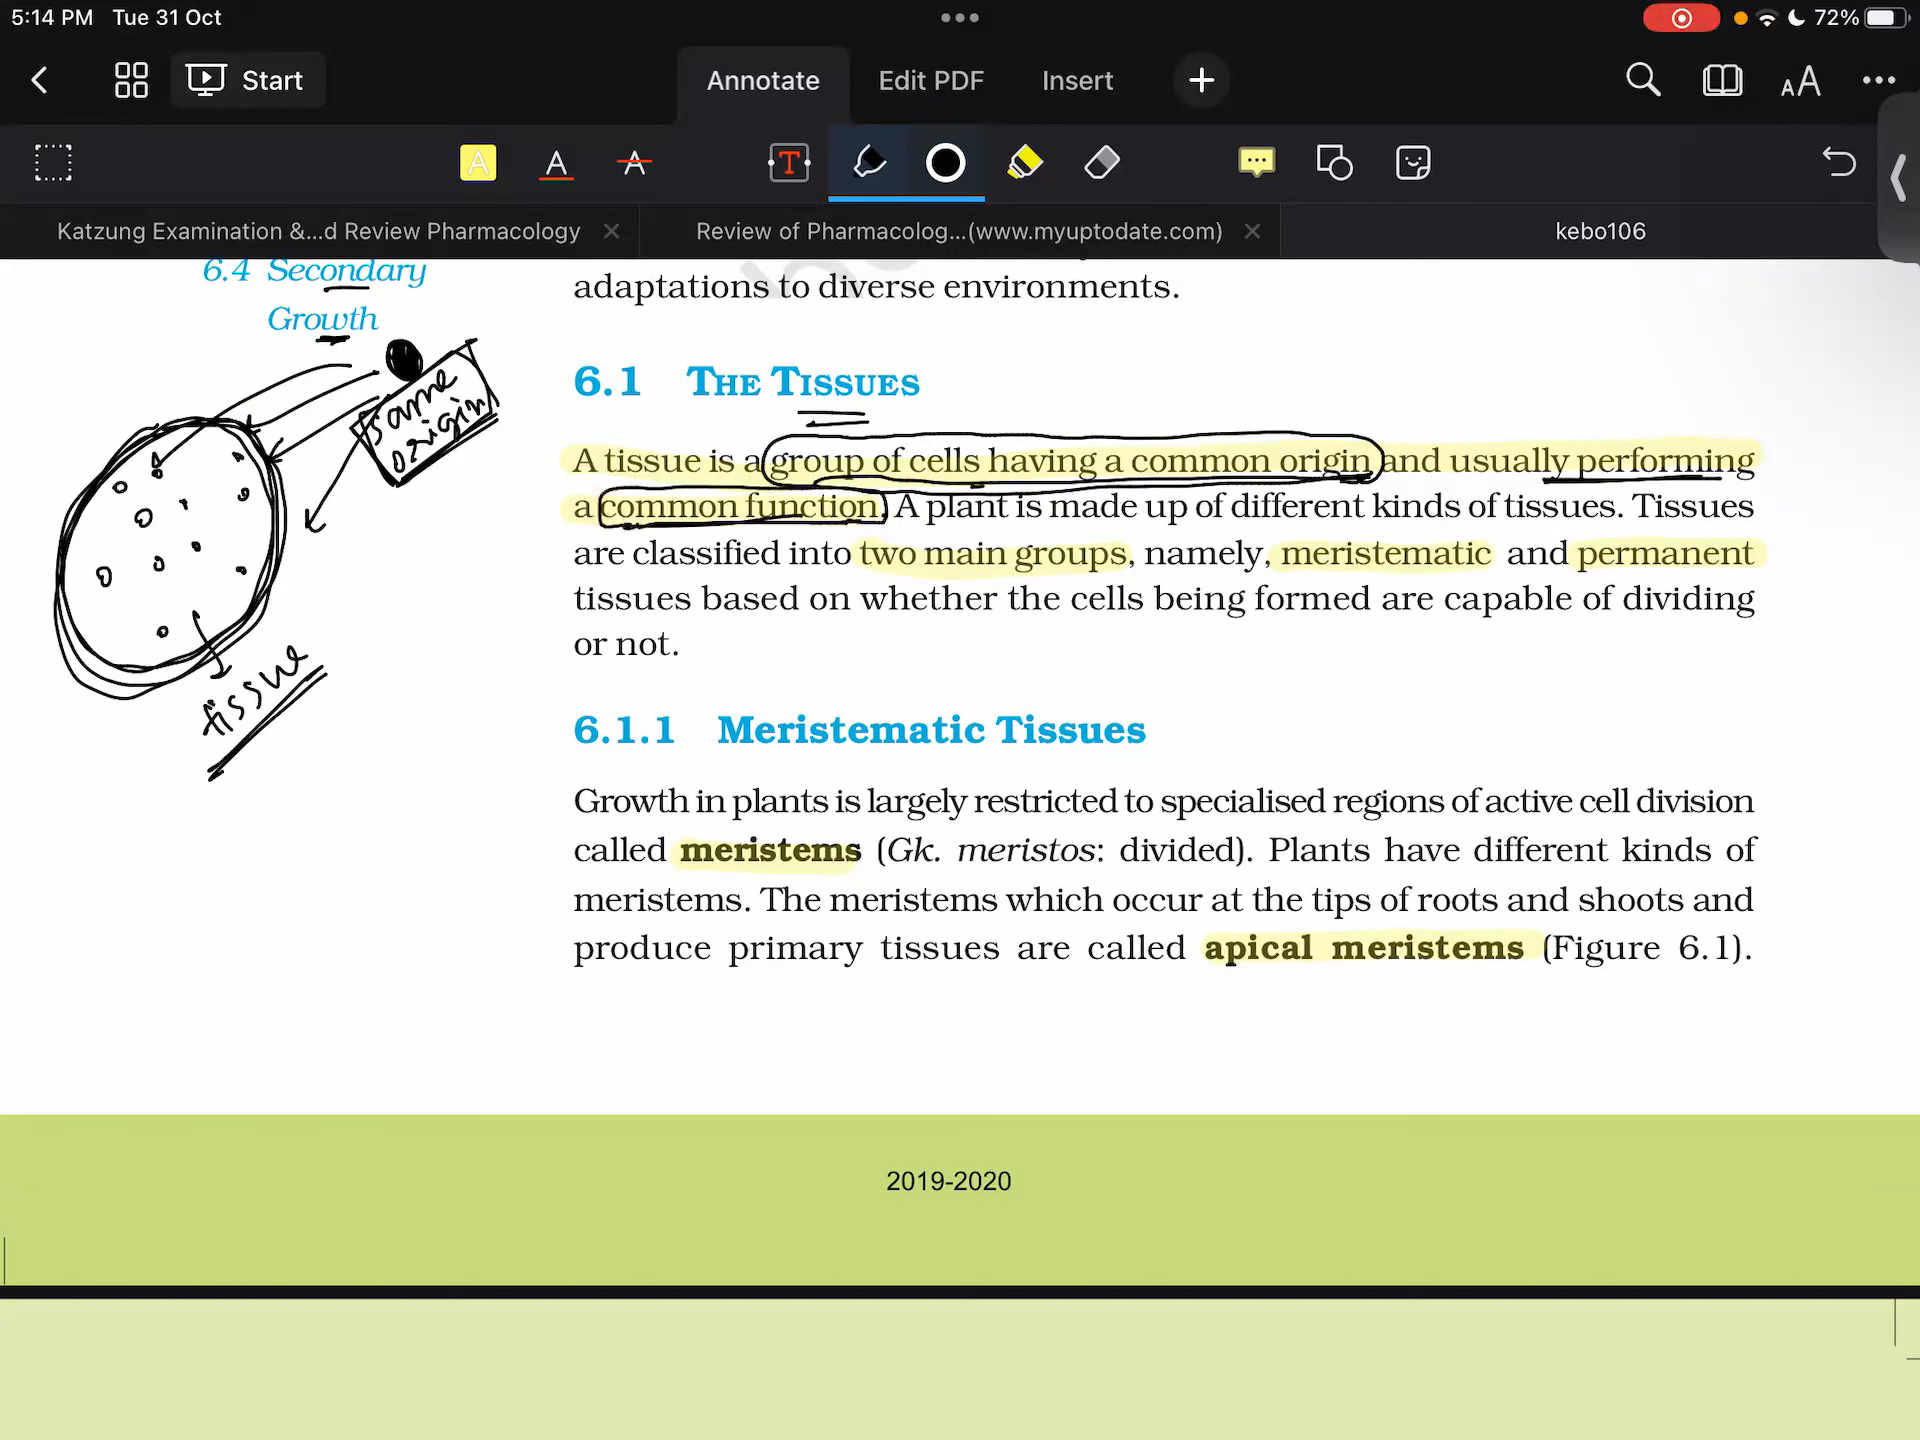 5:14 PM Tue 31 Oct
72%
Start
Annotate
Edit PDF
Insert
AA
A A A T
Katzung Examination &...d Review Pharmacology
Review of Pharmacolog...(www.myuptodate.com)
kebo106
6.4 Secondary
Growth
same
origin
tissue
adaptations to diverse environments.
6.1 THE TISSUES
A tissue is a group of cells having a common origin and usually performing
a common function. A plant is made up of different kinds of tissues. Tissues
are classified into two main groups, namely, meristematic and permanent
tissues based on whether the cells being formed are capable of dividing
or not.
6.1.1 Meristematic Tissues
Growth in plants is largely restricted to specialised regions of active cell division
called meristems (Gk. meristos: divided). Plants have different kinds of
meristems. The meristems which occur at the tips of roots and shoots and
produce primary tissues are called apical meristems (Figure 6.1).
2019-2020